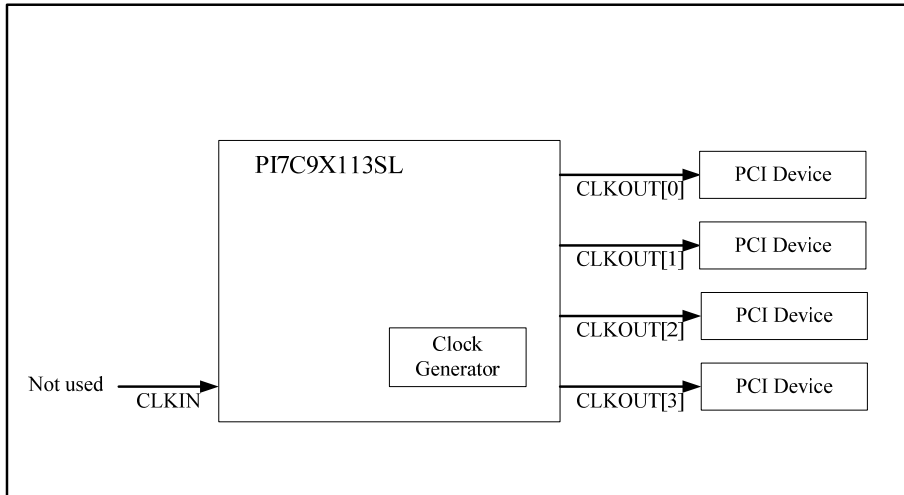 PI7C9X113SL
CLKOUT[0]
PCI Device
CLKOUT[1]
PCI Device
CLKOUT[2]
PCI Device
Clock
Generator
Not used
CLKIN
CLKOUT[3]
PCI Device